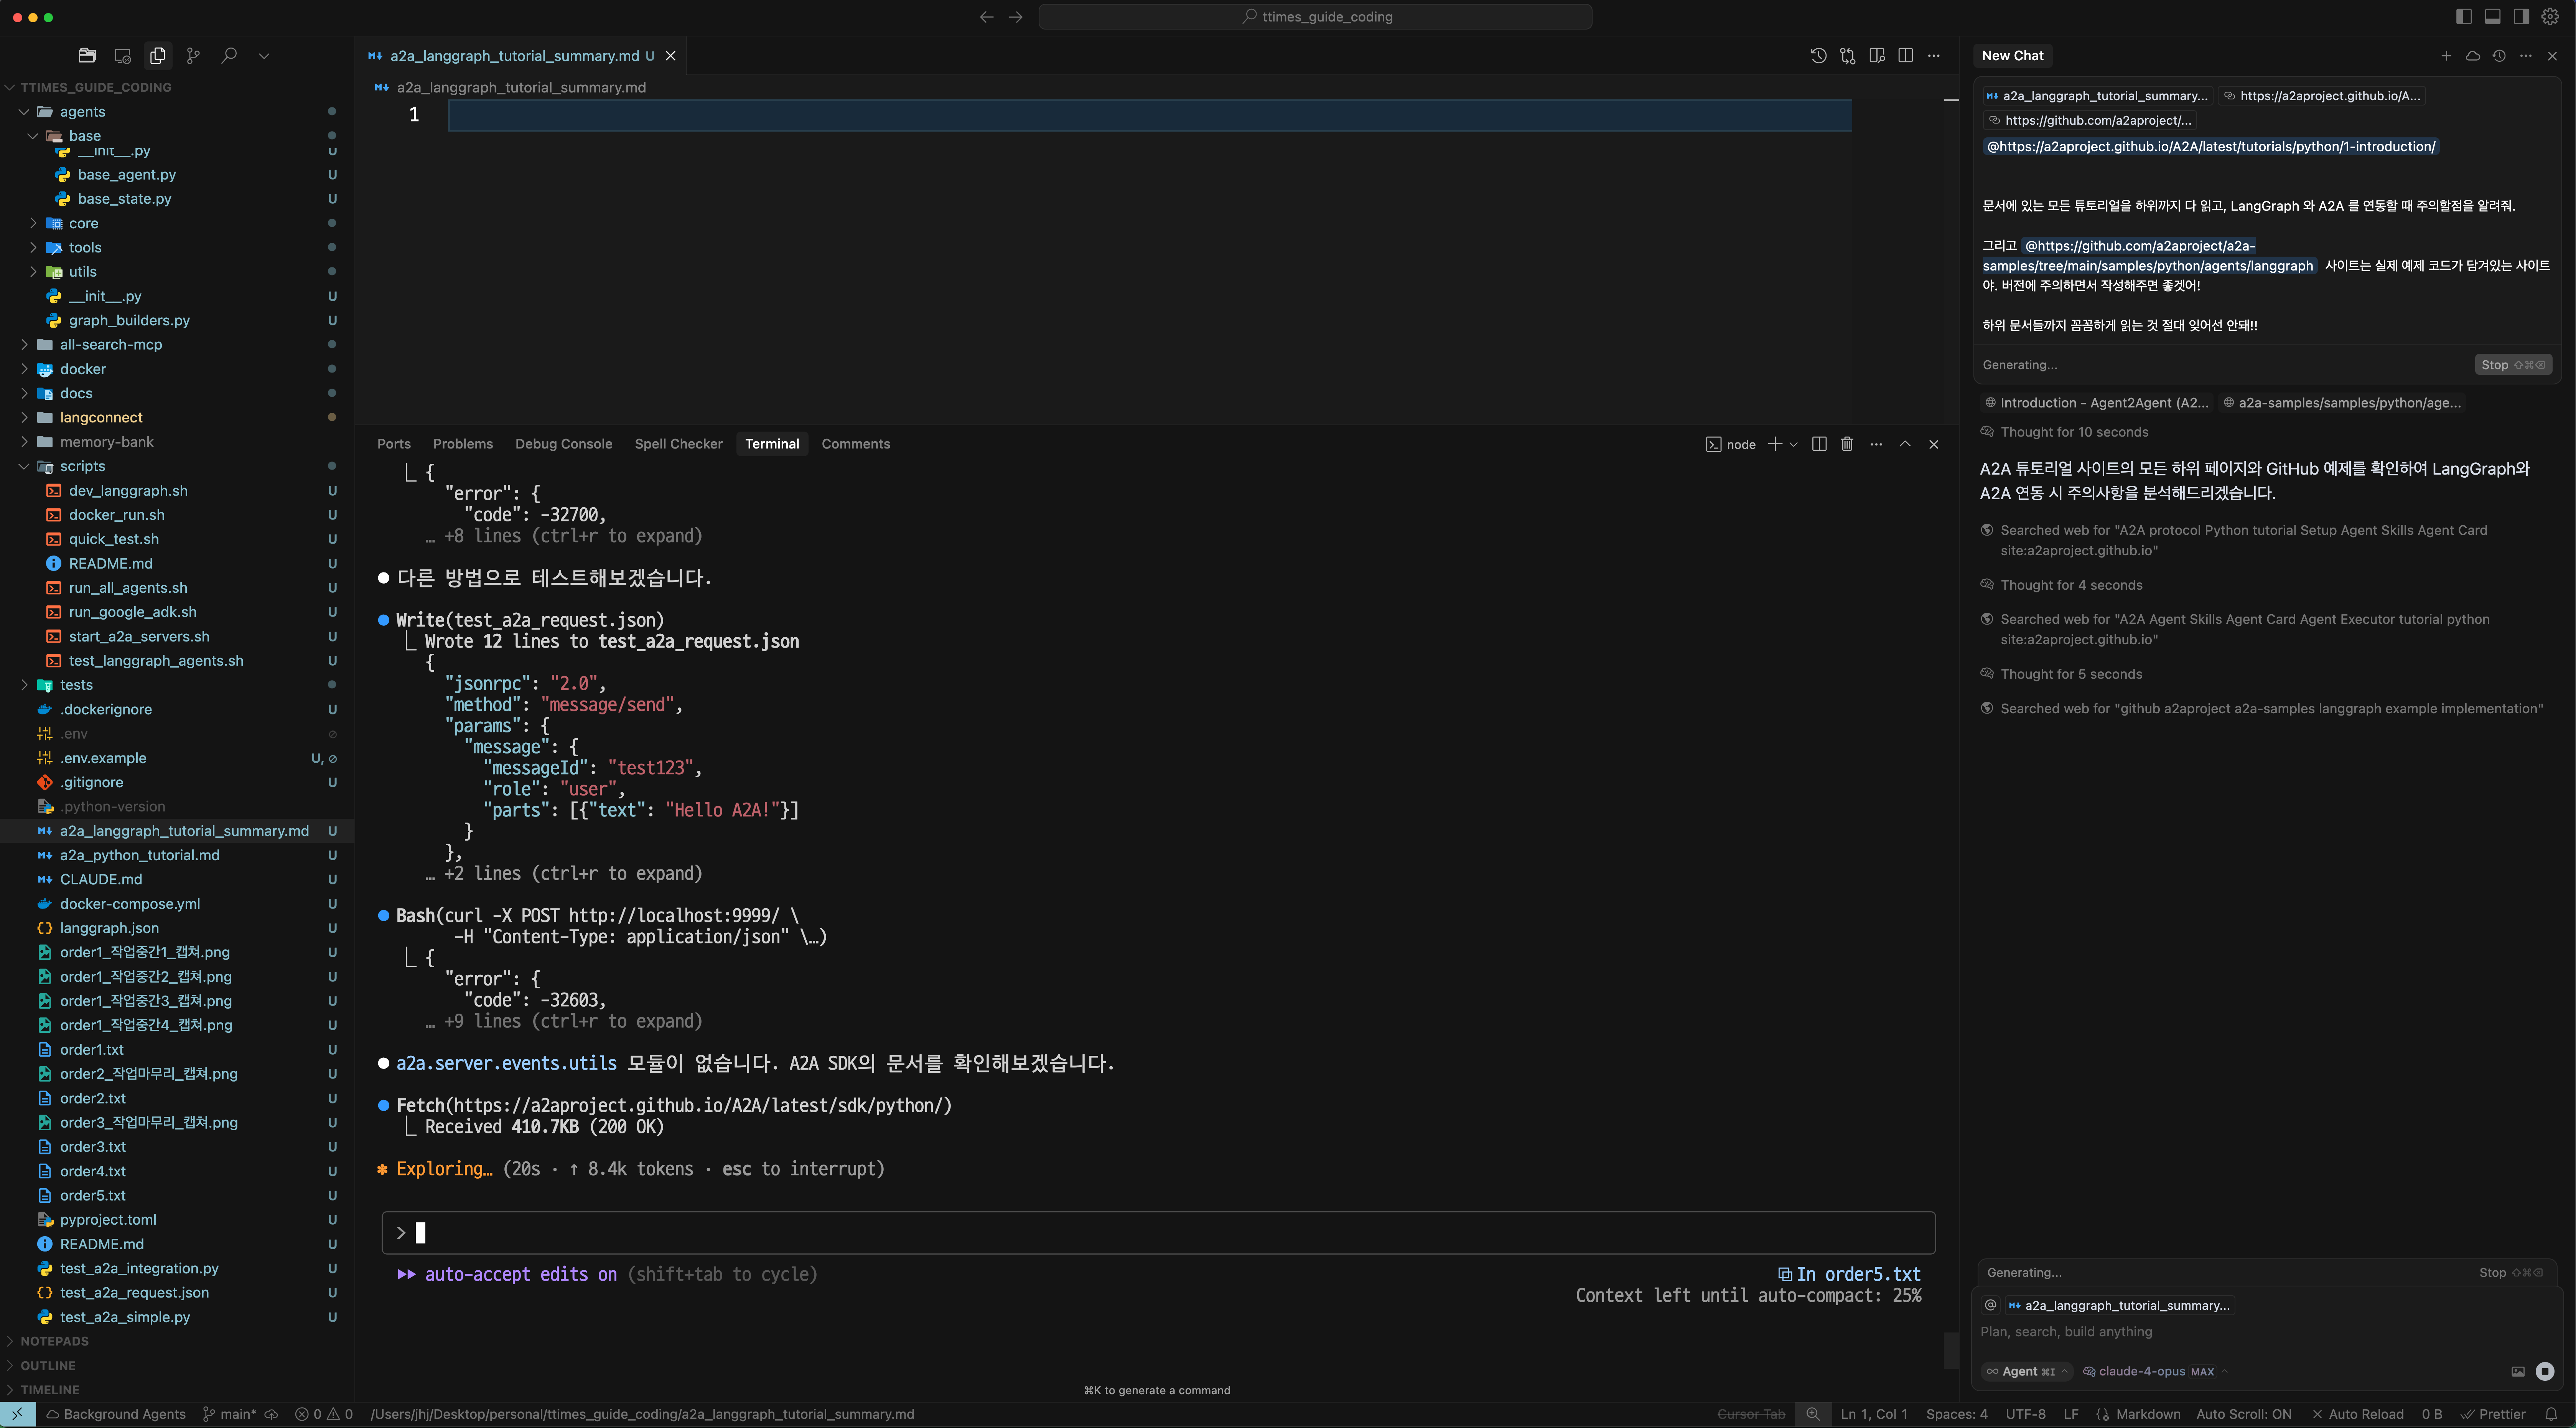 ttimes_guide_coding
TTIMES_GUIDE_CODING
agents
base
__init__.py U
base_agent.py U
base_state.py U
core
tools
utils
__init__.py U
graph_builders.py U
all-search-mcp
docker
docs
langconnect
memory-bank
scripts
dev_langgraph.sh U
docker_run.sh U
quick_test.sh U
README.md U
run_all_agents.sh U
run_google_adk.sh U
start_a2a_servers.sh U
test_langgraph_agents.sh U
tests
.dockerignore U
.env
.env.example U,
.gitignore U
.python-version
a2a_langgraph_tutorial_summary.md U
a2a_python_tutorial.md U
CLAUDE.md U
docker-compose.yml U
langgraph.json U
order1_작업중간1_캡쳐.png U
order1_작업중간2_캡쳐.png U
order1_작업중간3_캡쳐.png U
order1_작업중간4_캡쳐.png U
order1.txt U
order2_작업마무리_캡쳐.png U
order2.txt U
order3_작업마무리_캡쳐.png U
order3.txt U
order4.txt U
order5.txt U
pyproject.toml U
README.md U
test_a2a_integration.py U
test_a2a_request.json U
test_a2a_simple.py U
NOTEPADS
OUTLINE
TIMELINE
a2a_langgraph_tutorial_summary.md U
a2a_langgraph_tutorial_summary.md
1
Ports Problems Debug Console Spell Checker Terminal Comments
node
{
"error": {
"code": -32700,
… +8 lines (ctrl+r to expand)
다른 방법으로 테스트해보겠습니다.
Write(test_a2a_request.json)
Wrote 12 lines to test_a2a_request.json
{
"jsonrpc": "2.0",
"method": "message/send",
"params": {
"message": {
"messageId": "test123",
"role": "user",
"parts": [{"text": "Hello A2A!"}]
}
},
… +2 lines (ctrl+r to expand)
Bash(curl -X POST http://localhost:9999/ \
-H "Content-Type: application/json" \…)
{
"error": {
"code": -32603,
… +9 lines (ctrl+r to expand)
a2a.server.events.utils 모듈이 없습니다. A2A SDK의 문서를 확인해보겠습니다.
Fetch(https://a2aproject.github.io/A2A/latest/sdk/python/)
Received 410.7KB (200 OK)
✽ Exploring… (20s · ↑ 8.4k tokens · esc to interrupt)
>
auto-accept edits on (shift+tab to cycle)
In order5.txt
Context left until auto-compact: 25%
⌘K to generate a command
New Chat
a2a_langgraph_tutorial_summary... https://a2aproject.github.io/A...
https://github.com/a2aproject/...
@https://a2aproject.github.io/A2A/latest/tutorials/python/1-introduction/
문서에 있는 모든 튜토리얼을 하위까지 다 읽고, LangGraph 와 A2A 를 연동할 때 주의할점을 알려줘.
그리고 @https://github.com/a2aproject/a2a-
samples/tree/main/samples/python/agents/langgraph 사이트는 실제 예제 코드가 담겨있는 사이트
야. 버전에 주의하면서 작성해주면 좋겟어!
하위 문서들까지 꼼꼼하게 읽는 것 절대 잊어선 안돼!!
Generating... Stop ⇧⌘⌫
Introduction - Agent2Agent (A2... a2a-samples/samples/python/age...
Thought for 10 seconds
A2A 튜토리얼 사이트의 모든 하위 페이지와 GitHub 예제를 확인하여 LangGraph와
A2A 연동 시 주의사항을 분석해드리겠습니다.
Searched web for "A2A protocol Python tutorial Setup Agent Skills Agent Card
site:a2aproject.github.io"
Thought for 4 seconds
Searched web for "A2A Agent Skills Agent Card Agent Executor tutorial python
site:a2aproject.github.io"
Thought for 5 seconds
Searched web for "github a2aproject a2a-samples langgraph example implementation"
Generating... Stop ⇧⌘⌫
@ a2a_langgraph_tutorial_summary...
Plan, search, build anything
∞ Agent ⌘I claude-4-opus MAX
Background Agents main* 0 0 /Users/jhj/Desktop/personal/ttimes_guide_coding/a2a_langgraph_tutorial_summary.md Cursor Tab Ln 1, Col 1 Spaces: 4 UTF-8 LF Markdown Auto Scroll: ON Auto Reload 0 B Prettier